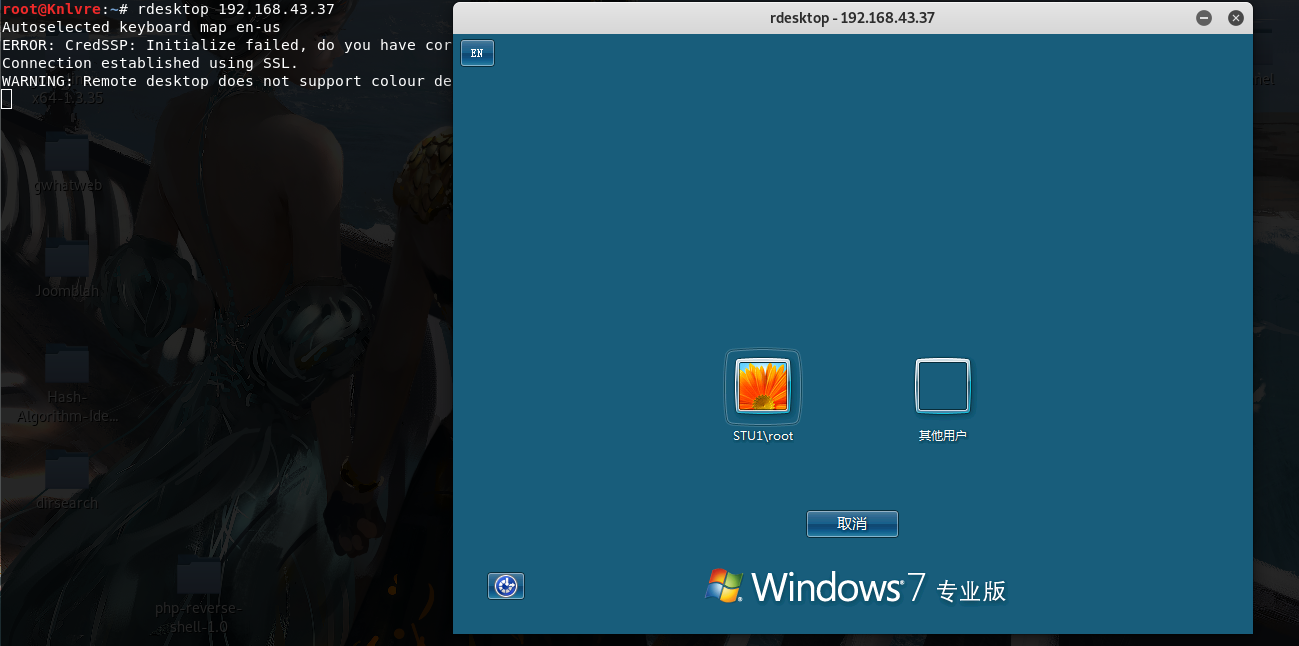 root@Knlvre:~# rdesktop 192.168.43.37
Autoselected keyboard map en-us
ERROR: CredSSP: Initialize failed, do you have cor
Connection established using SSL.
WARNING: Remote desktop does not support colour de
x64-1.3.35
gwhatweb
Joomblah
Hash-
Algorithm-Ide...
dirsearch
php-reverse-
shell-1.0
rdesktop - 192.168.43.37
EN
STU1\root
其他用户
取消
Windows® 7 专业版